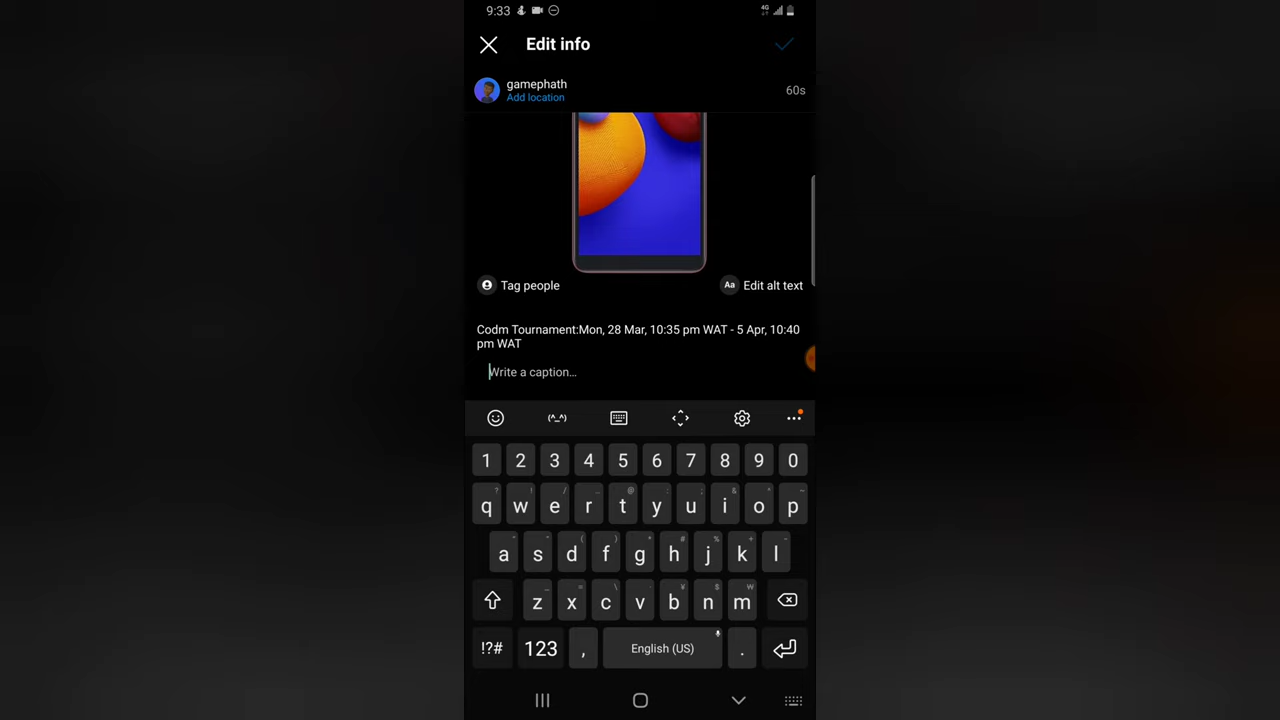 9:33
4G
Edit info
gamephath
Add location
60s
Tag people
Aa
Edit alt text
Codm Tournament:Mon, 28 Mar, 10:35 pm WAT - 5 Apr, 10:40
pm WAT
Write a caption...
(^_^)
1 2 3 4 5 6 7 8 9 0
q w e r t y u i o p
a s d f g h j k l
z x c v b n m
!?# 123 , English (US) .